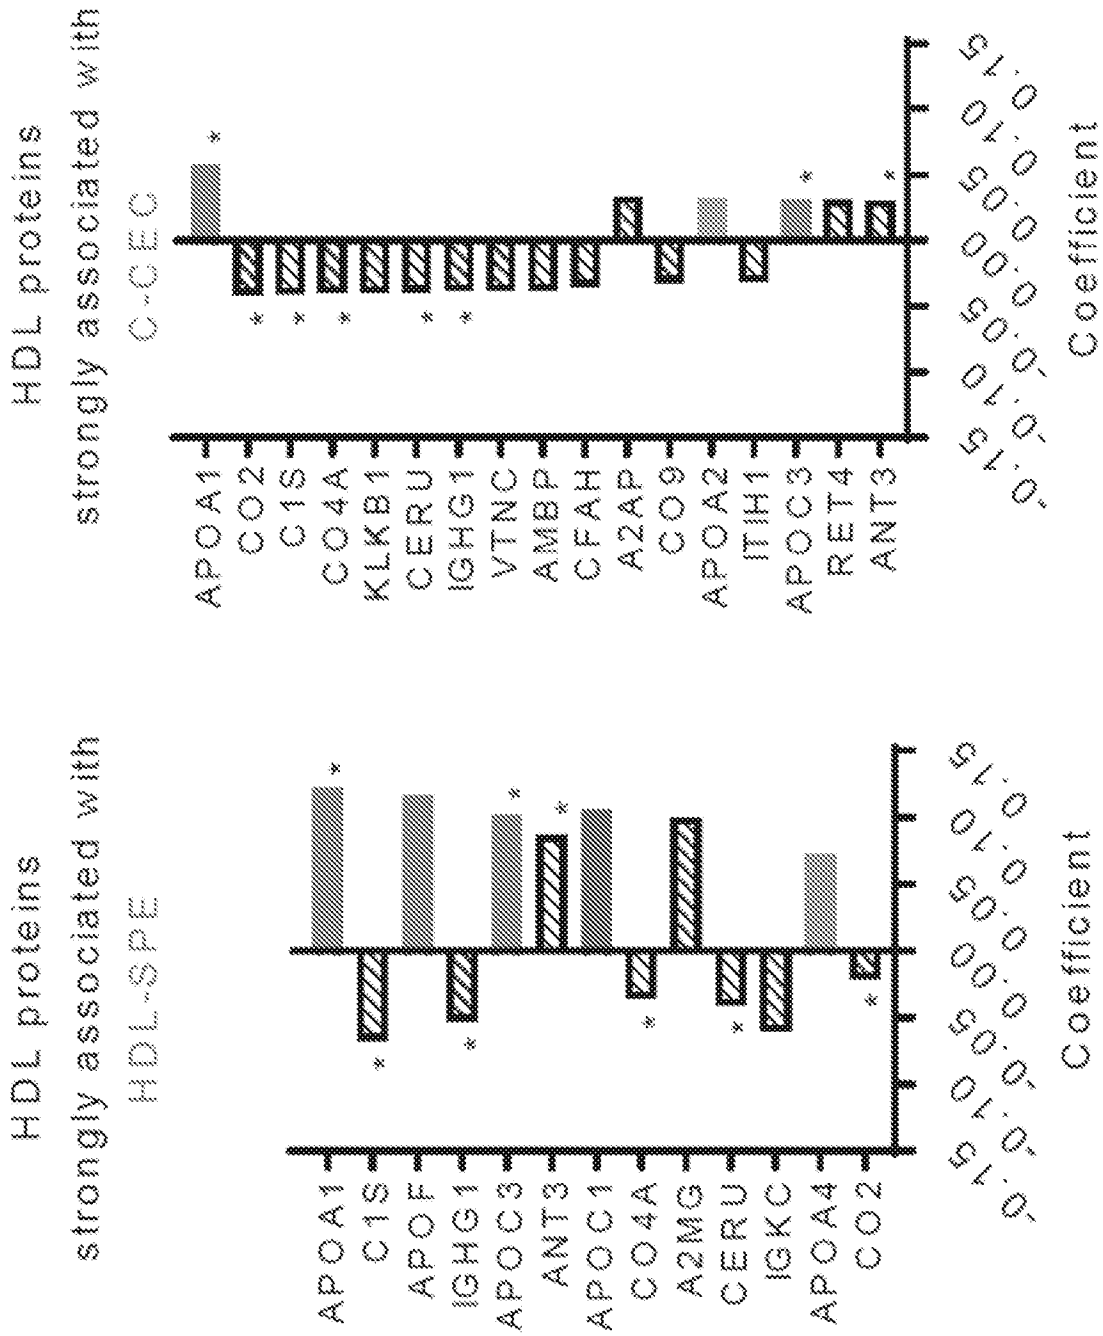 HDL proteins
strongly associated with
HDL-SPE
APOA1
*
C1S
*
APOF
IGHG1
*
APOC3
*
ANT3
*
APOC1
CO4A
*
A2MG
CERU
*
IGKC
APOA4
CO2
*
-0.15
-0.10
-0.05
0.00
0.05
0.10
0.15
Coefficient
HDL proteins
strongly associated with
C-CEC
APOA1
*
CO2
*
C1S
*
CO4A
*
KLKB1
CERU
*
IGHG1
*
VTNC
AMBP
CFAH
A2AP
CO9
APOA2
ITIH1
APOC3
*
RET4
ANT3
*
-0.15
-0.10
-0.05
0.00
0.05
0.10
0.15
Coefficient